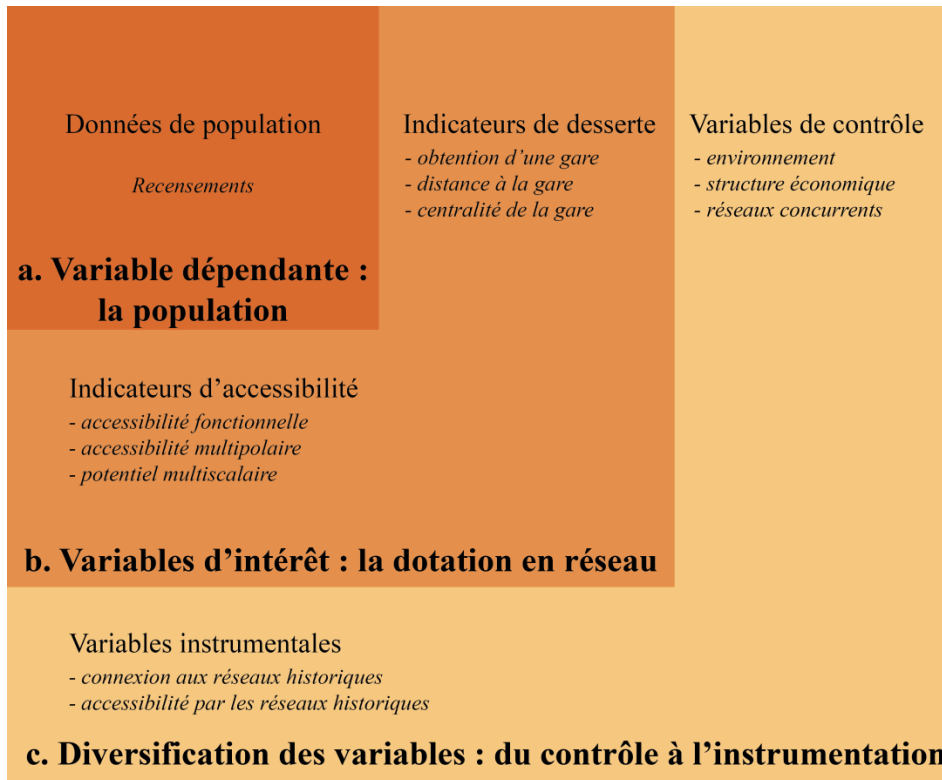 Données de population
Recensements
a. Variable dépendante :
la population
Indicateurs de desserte
- obtention d’une gare
- distance à la gare
- centralité de la gare
Indicateurs d’accessibilité
- accessibilité fonctionnelle
- accessibilité multipolaire
- potentiel multiscalaire
b. Variables d’intérêt : la dotation en réseau
Variables de contrôle
- environnement
- structure économique
- réseaux concurrents
Variables instrumentales
- connexion aux réseaux historiques
- accessibilité par les réseaux historiques
c. Diversification des variables : du contrôle à l’instrumentation